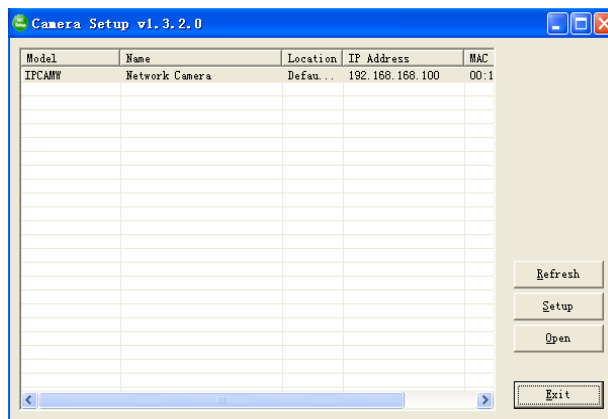 Camera Setup v1.3.2.0
Model Name Location IP Address MAC
IPCAMW Network Camera Defau... 192.168.168.100 00:1
Refresh
Setup
Open
Exit